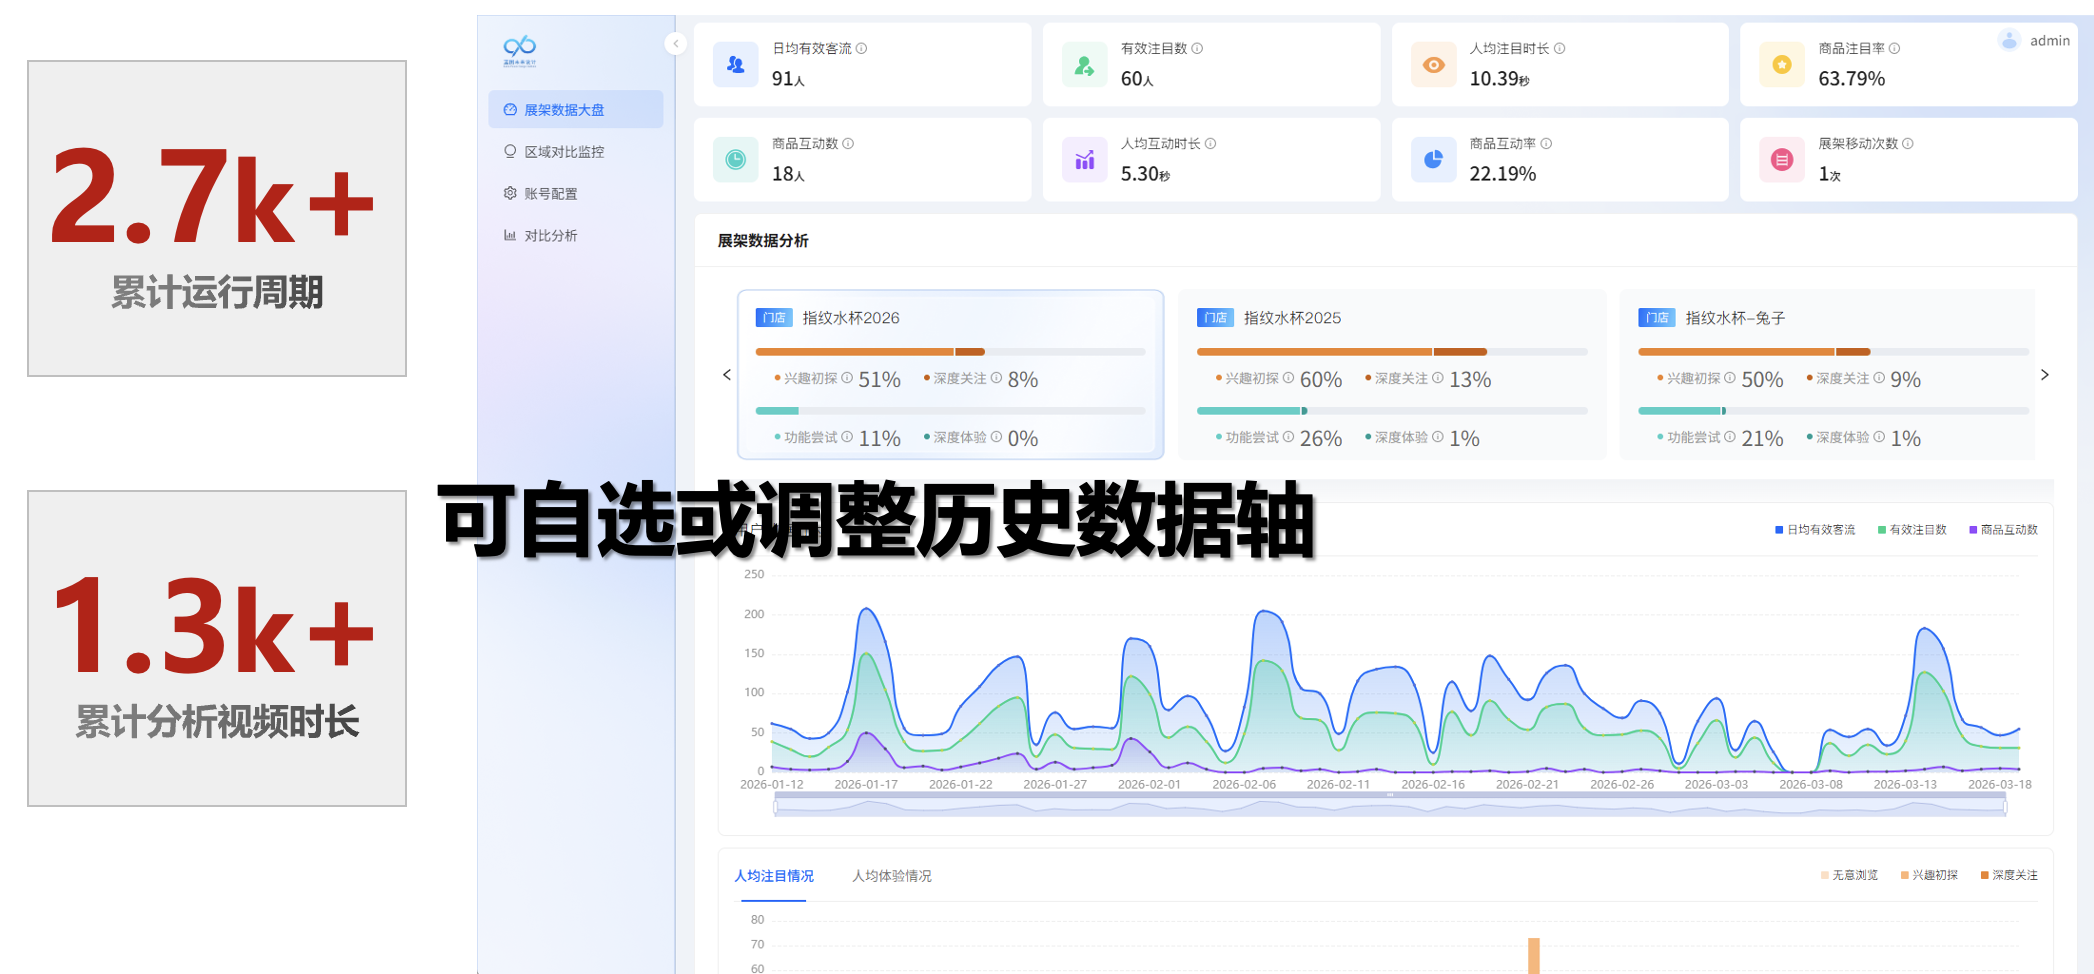 2.7k+
累计运行周期
1.3k+
累计分析视频时长
展架数据大盘
区域对比监控
账号配置
对比分析
admin
日均有效客流
91人
有效注目数
60人
人均注目时长
10.39秒
商品注目率
63.79%
商品互动数
18人
人均互动时长
5.30秒
商品互动率
22.19%
展架移动次数
1次
展架数据分析
门店 指纹水杯2026
兴趣初探 51% 深度关注 8%
功能尝试 11% 深度体验 0%
门店 指纹水杯2025
兴趣初探 60% 深度关注 13%
功能尝试 26% 深度体验 1%
门店 指纹水杯–兔子
兴趣初探 50% 深度关注 9%
功能尝试 21% 深度体验 1%
可自选或调整历史数据轴
日均有效客流 有效注目数 商品互动数
250
200
150
100
50
0
2026-01-12 2026-01-17 2026-01-22 2026-01-27 2026-02-01 2026-02-06 2026-02-11 2026-02-16 2026-02-21 2026-02-26 2026-03-03 2026-03-08 2026-03-13 2026-03-18
人均注目情况 人均体验情况
无意浏览 兴趣初探 深度关注
80
70
60